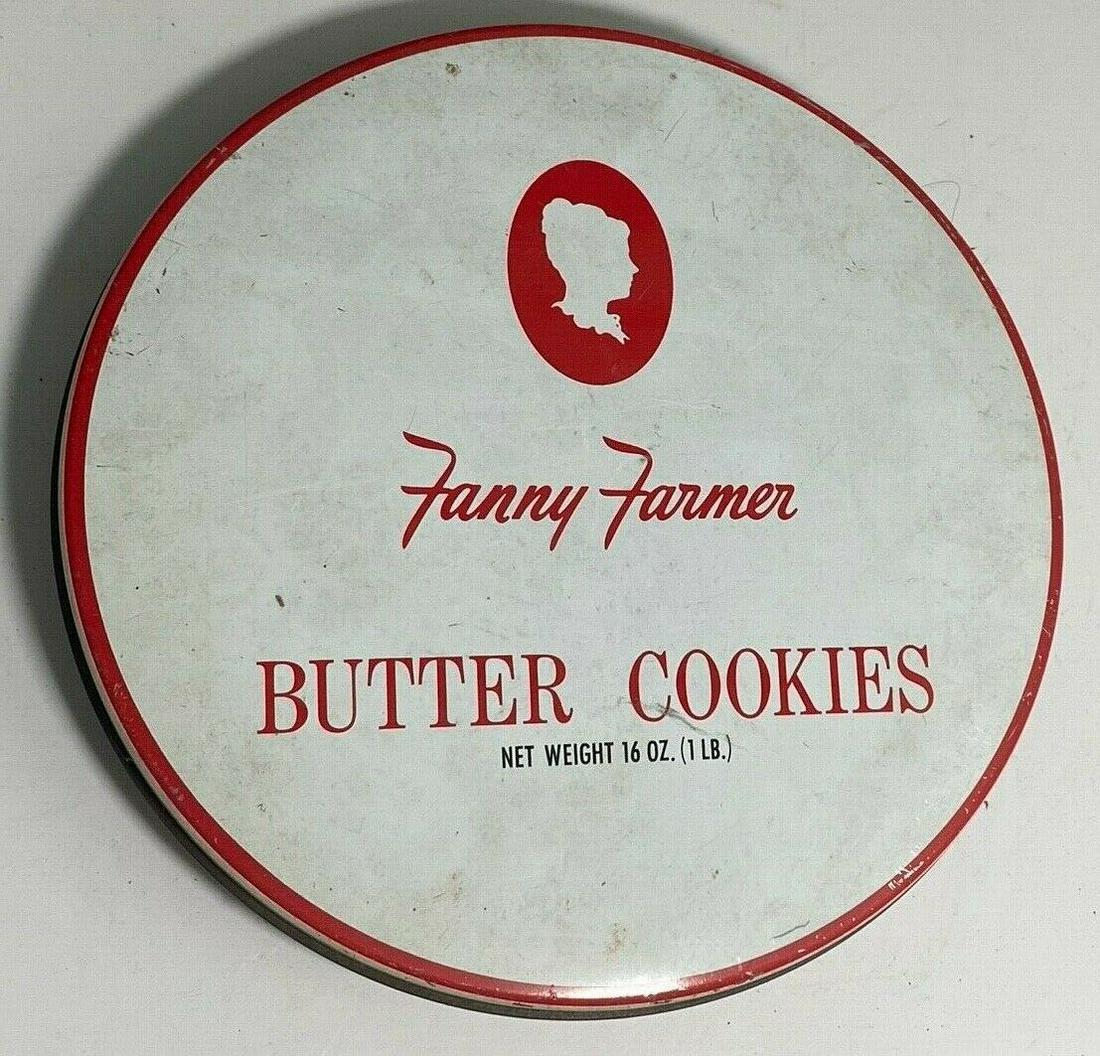 Fanny Farmer
BUTTER COOKIES
NET WEIGHT 16 OZ. (1 LB.)